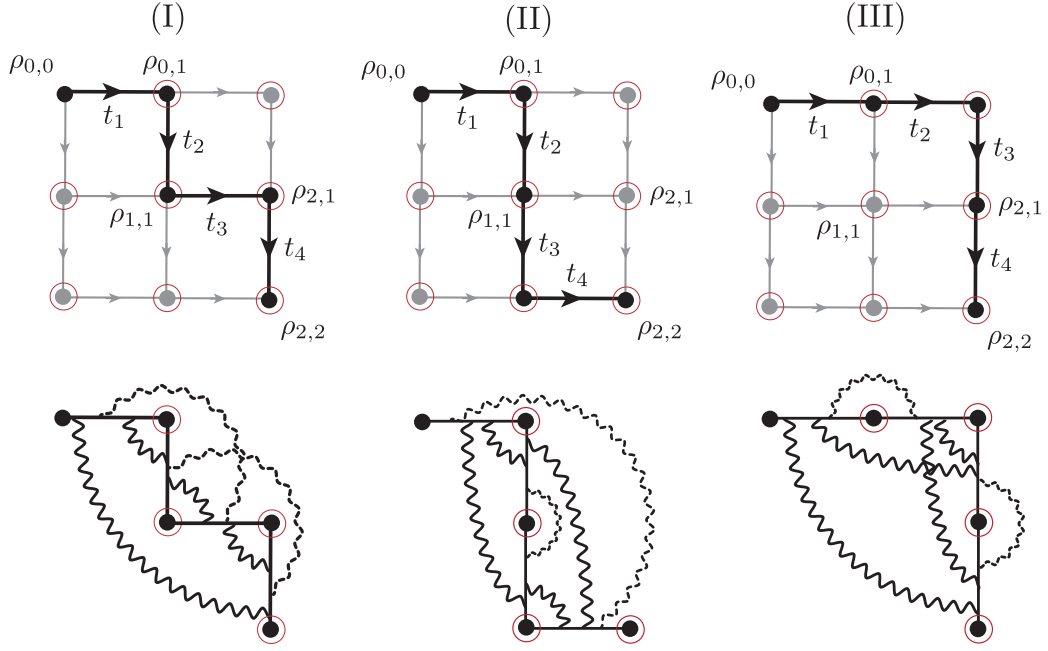 (I) (II) (III)
ρ0,0 ρ0,1 ρ0,0 ρ0,1 ρ0,0 ρ0,1
t1 t1 t1 t2
t2 t2 t3
ρ1,1 t3 ρ2,1 ρ1,1 t3 ρ2,1 ρ1,1 ρ2,1
t4 t4 t4
ρ2,2 ρ2,2 ρ2,2